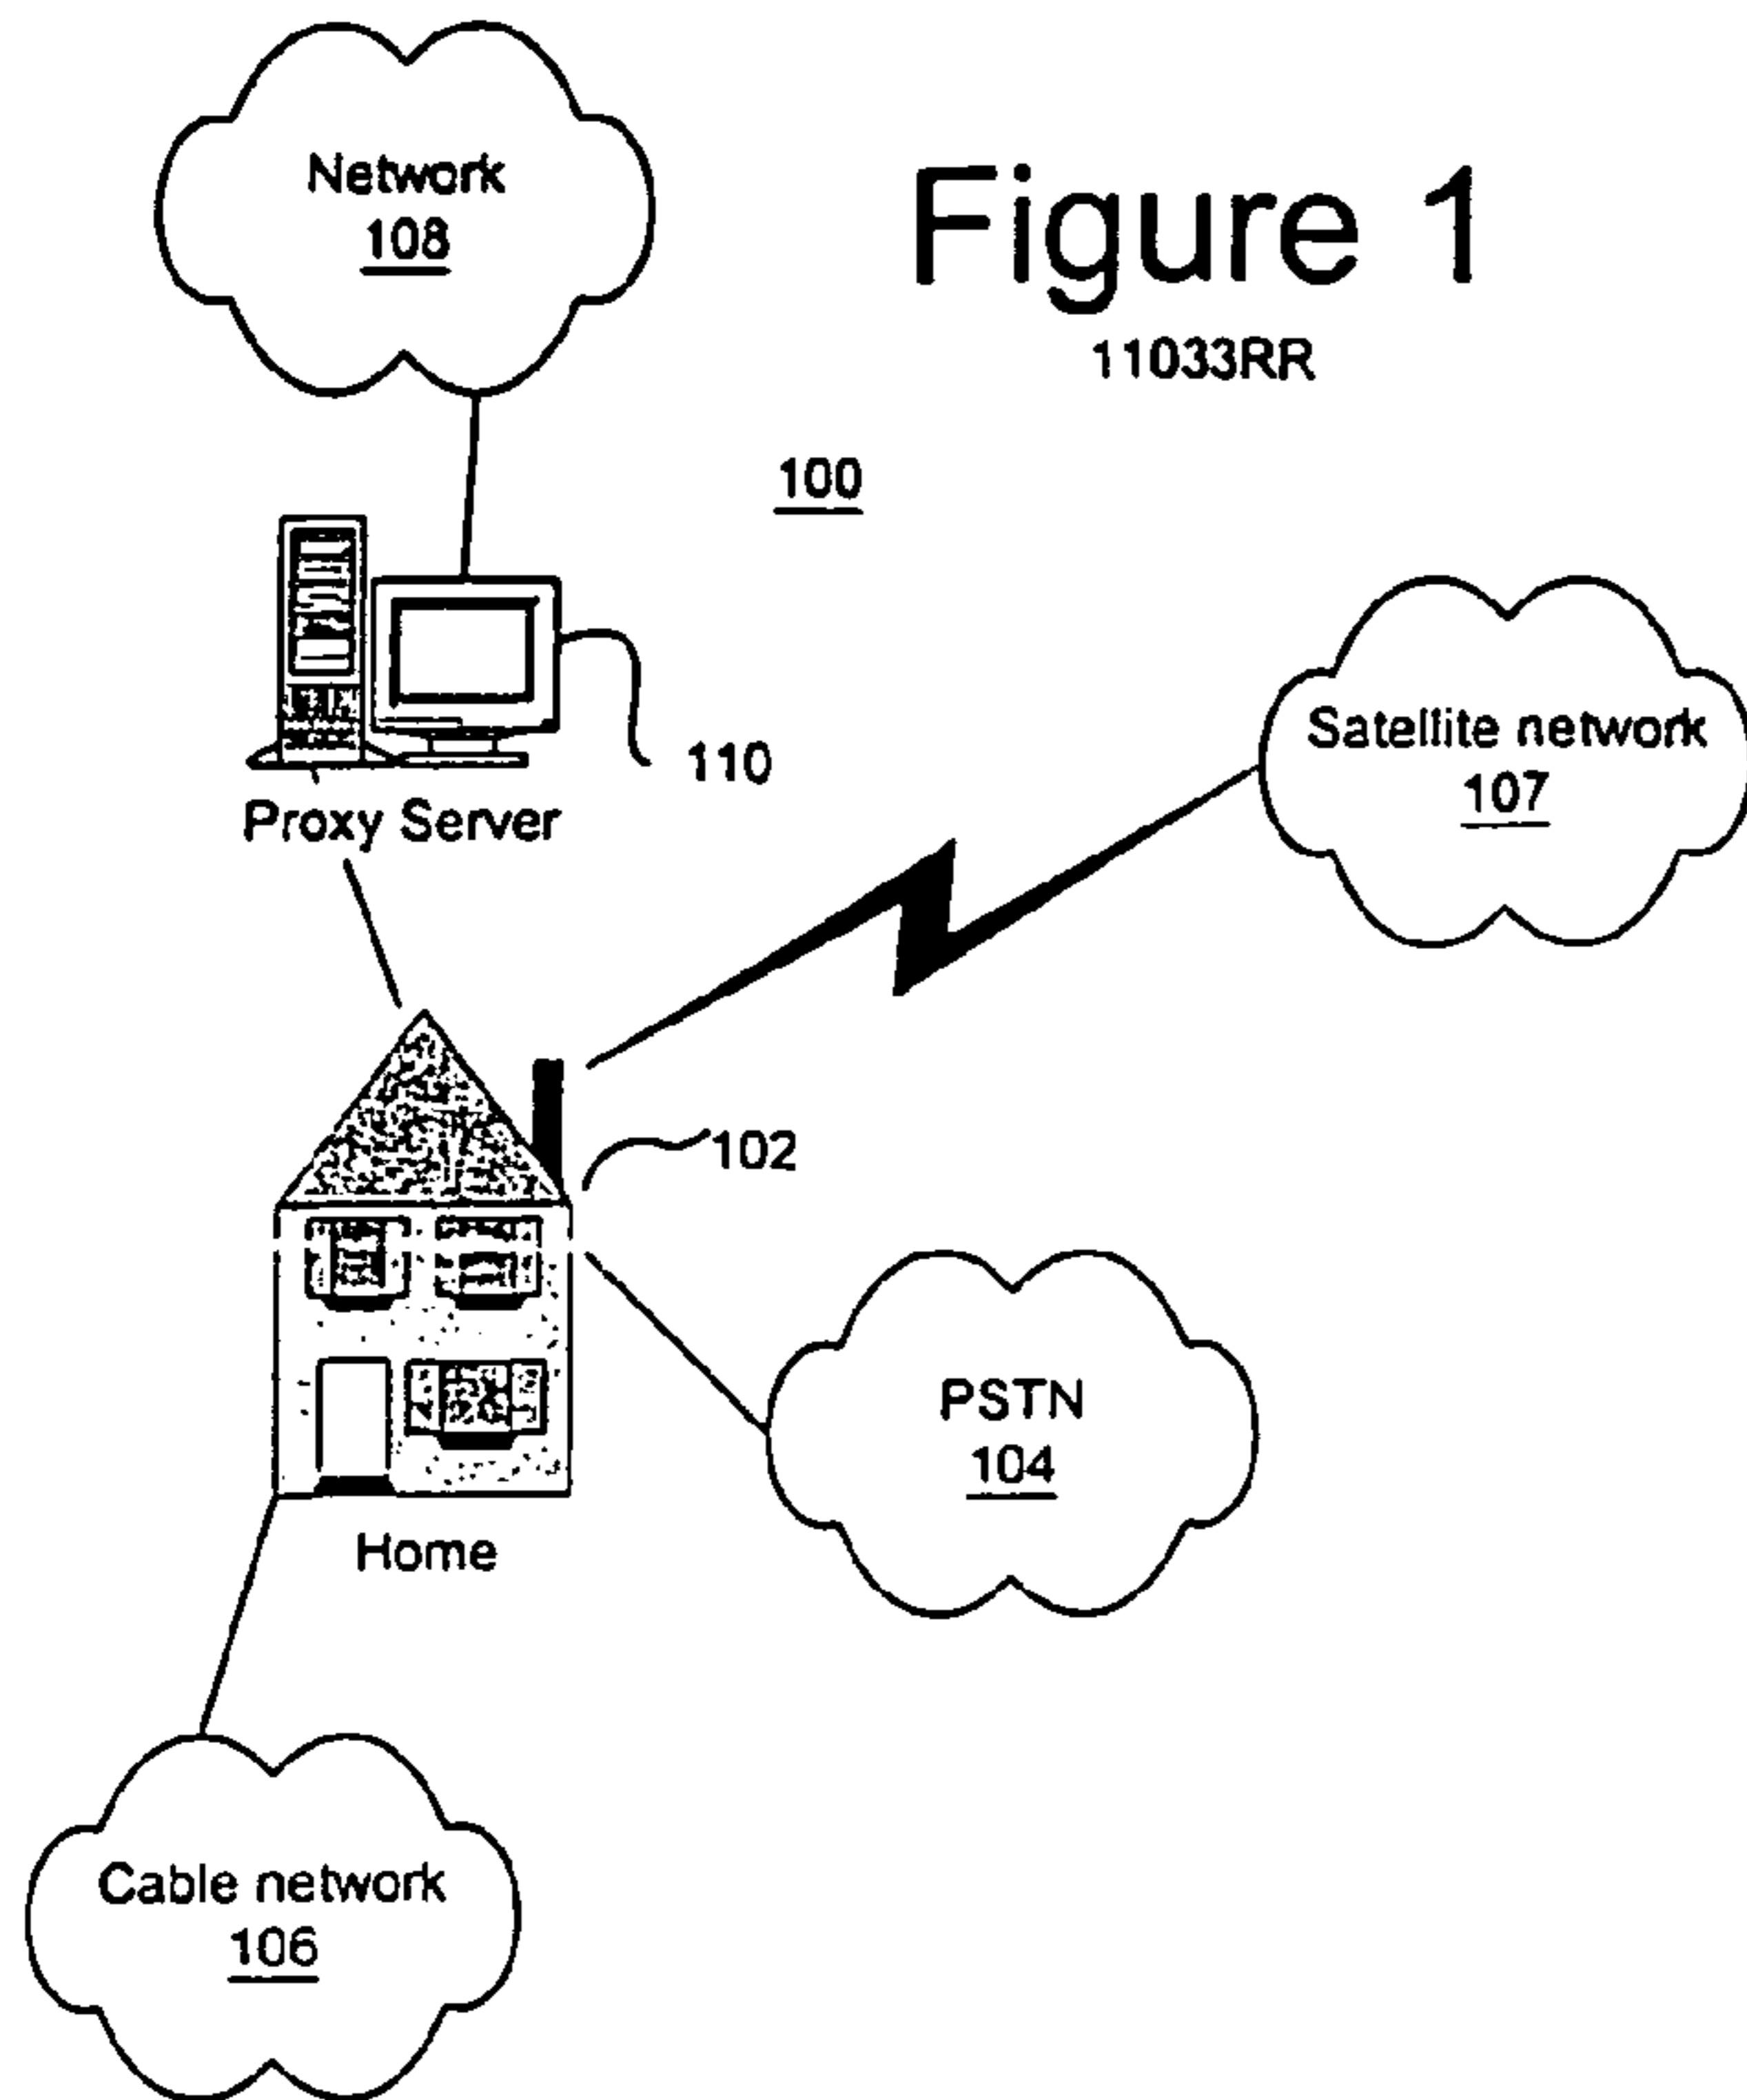 Network
108
Figure 1
11033RR
100
110
Proxy Server
Satellite network
107
102
PSTN
104
Home
Cable network
106